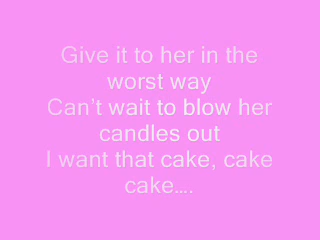 Give it to her in the
worst way
Can’t wait to blow her
candles out
I want that cake, cake
cake….